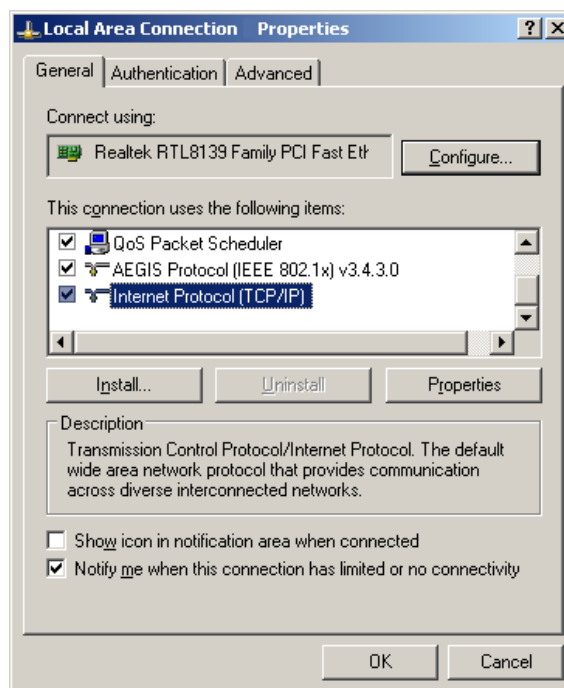 Local Area Connection Properties
General Authentication Advanced
Connect using:
Realtek RTL8139 Family PCI Fast Eth
Configure...
This connection uses the following items:
QoS Packet Scheduler
AEGIS Protocol (IEEE 802.1x) v3.4.3.0
Internet Protocol (TCP/IP)
Install... Uninstall Properties
Description
Transmission Control Protocol/Internet Protocol. The default
wide area network protocol that provides communication
across diverse interconnected networks.
Show icon in notification area when connected
Notify me when this connection has limited or no connectivity
OK Cancel